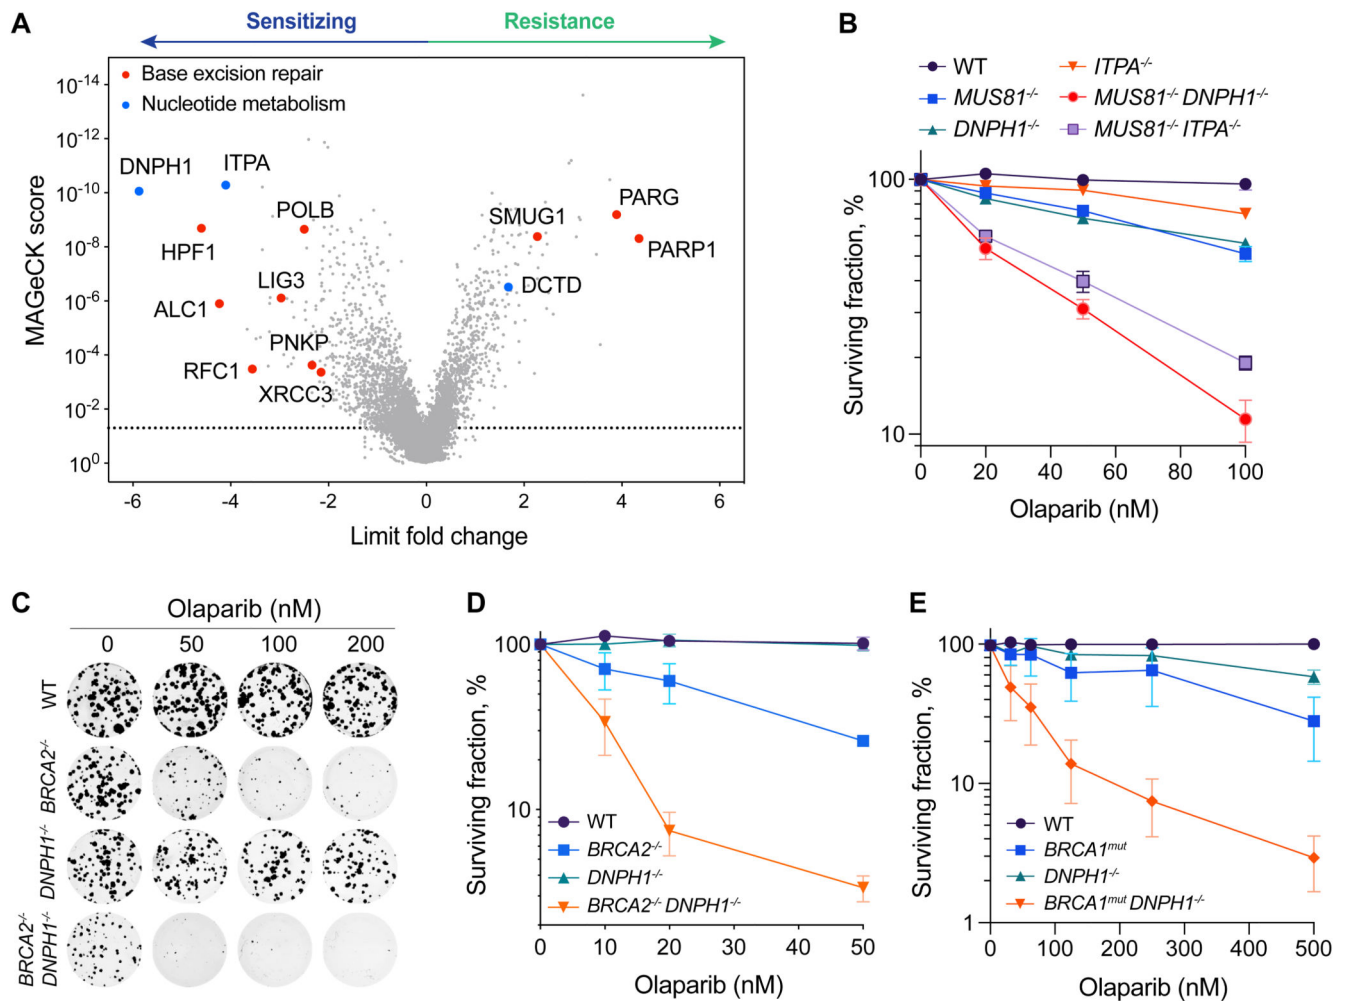 A
Sensitizing
Resistance
Base excision repair
Nucleotide metabolism
MAGeCK score
10-14
10-12
10-10
10-8
10-6
10-4
10-2
100
DNPH1
ITPA
HPF1
POLB
LIG3
ALC1
PNKP
RFC1
XRCC3
SMUG1
DCTD
PARG
PARP1
-6 -4 -2 0 2 4 6
Limit fold change
B
WT
MUS81-/-
DNPH1-/-
ITPA-/-
MUS81-/- DNPH1-/-
MUS81-/- ITPA-/-
Surviving fraction, %
100
10
0 20 40 60 80 100
Olaparib (nM)
C
Olaparib (nM)
0 50 100 200
WT
BRCA2-/-
DNPH1-/-
BRCA2-/-
DNPH1-/-
D
Surviving fraction, %
100
10
WT
BRCA2-/-
DNPH1-/-
BRCA2-/- DNPH1-/-
0 10 20 30 40 50
Olaparib (nM)
E
Surviving fraction, %
100
10
1
WT
BRCA1mut
DNPH1-/-
BRCA1mut DNPH1-/-
0 100 200 300 400 500
Olaparib (nM)